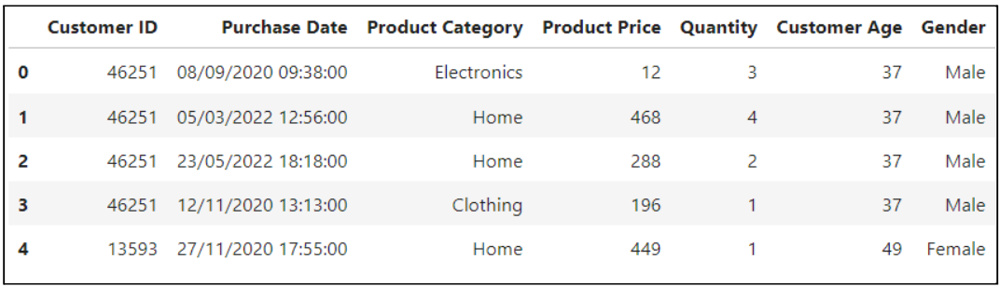 Customer ID Purchase Date Product Category Product Price Quantity Customer Age Gender
0 46251 08/09/2020 09:38:00 Electronics 12 3 37 Male
1 46251 05/03/2022 12:56:00 Home 468 4 37 Male
2 46251 23/05/2022 18:18:00 Home 288 2 37 Male
3 46251 12/11/2020 13:13:00 Clothing 196 1 37 Male
4 13593 27/11/2020 17:55:00 Home 449 1 49 Female